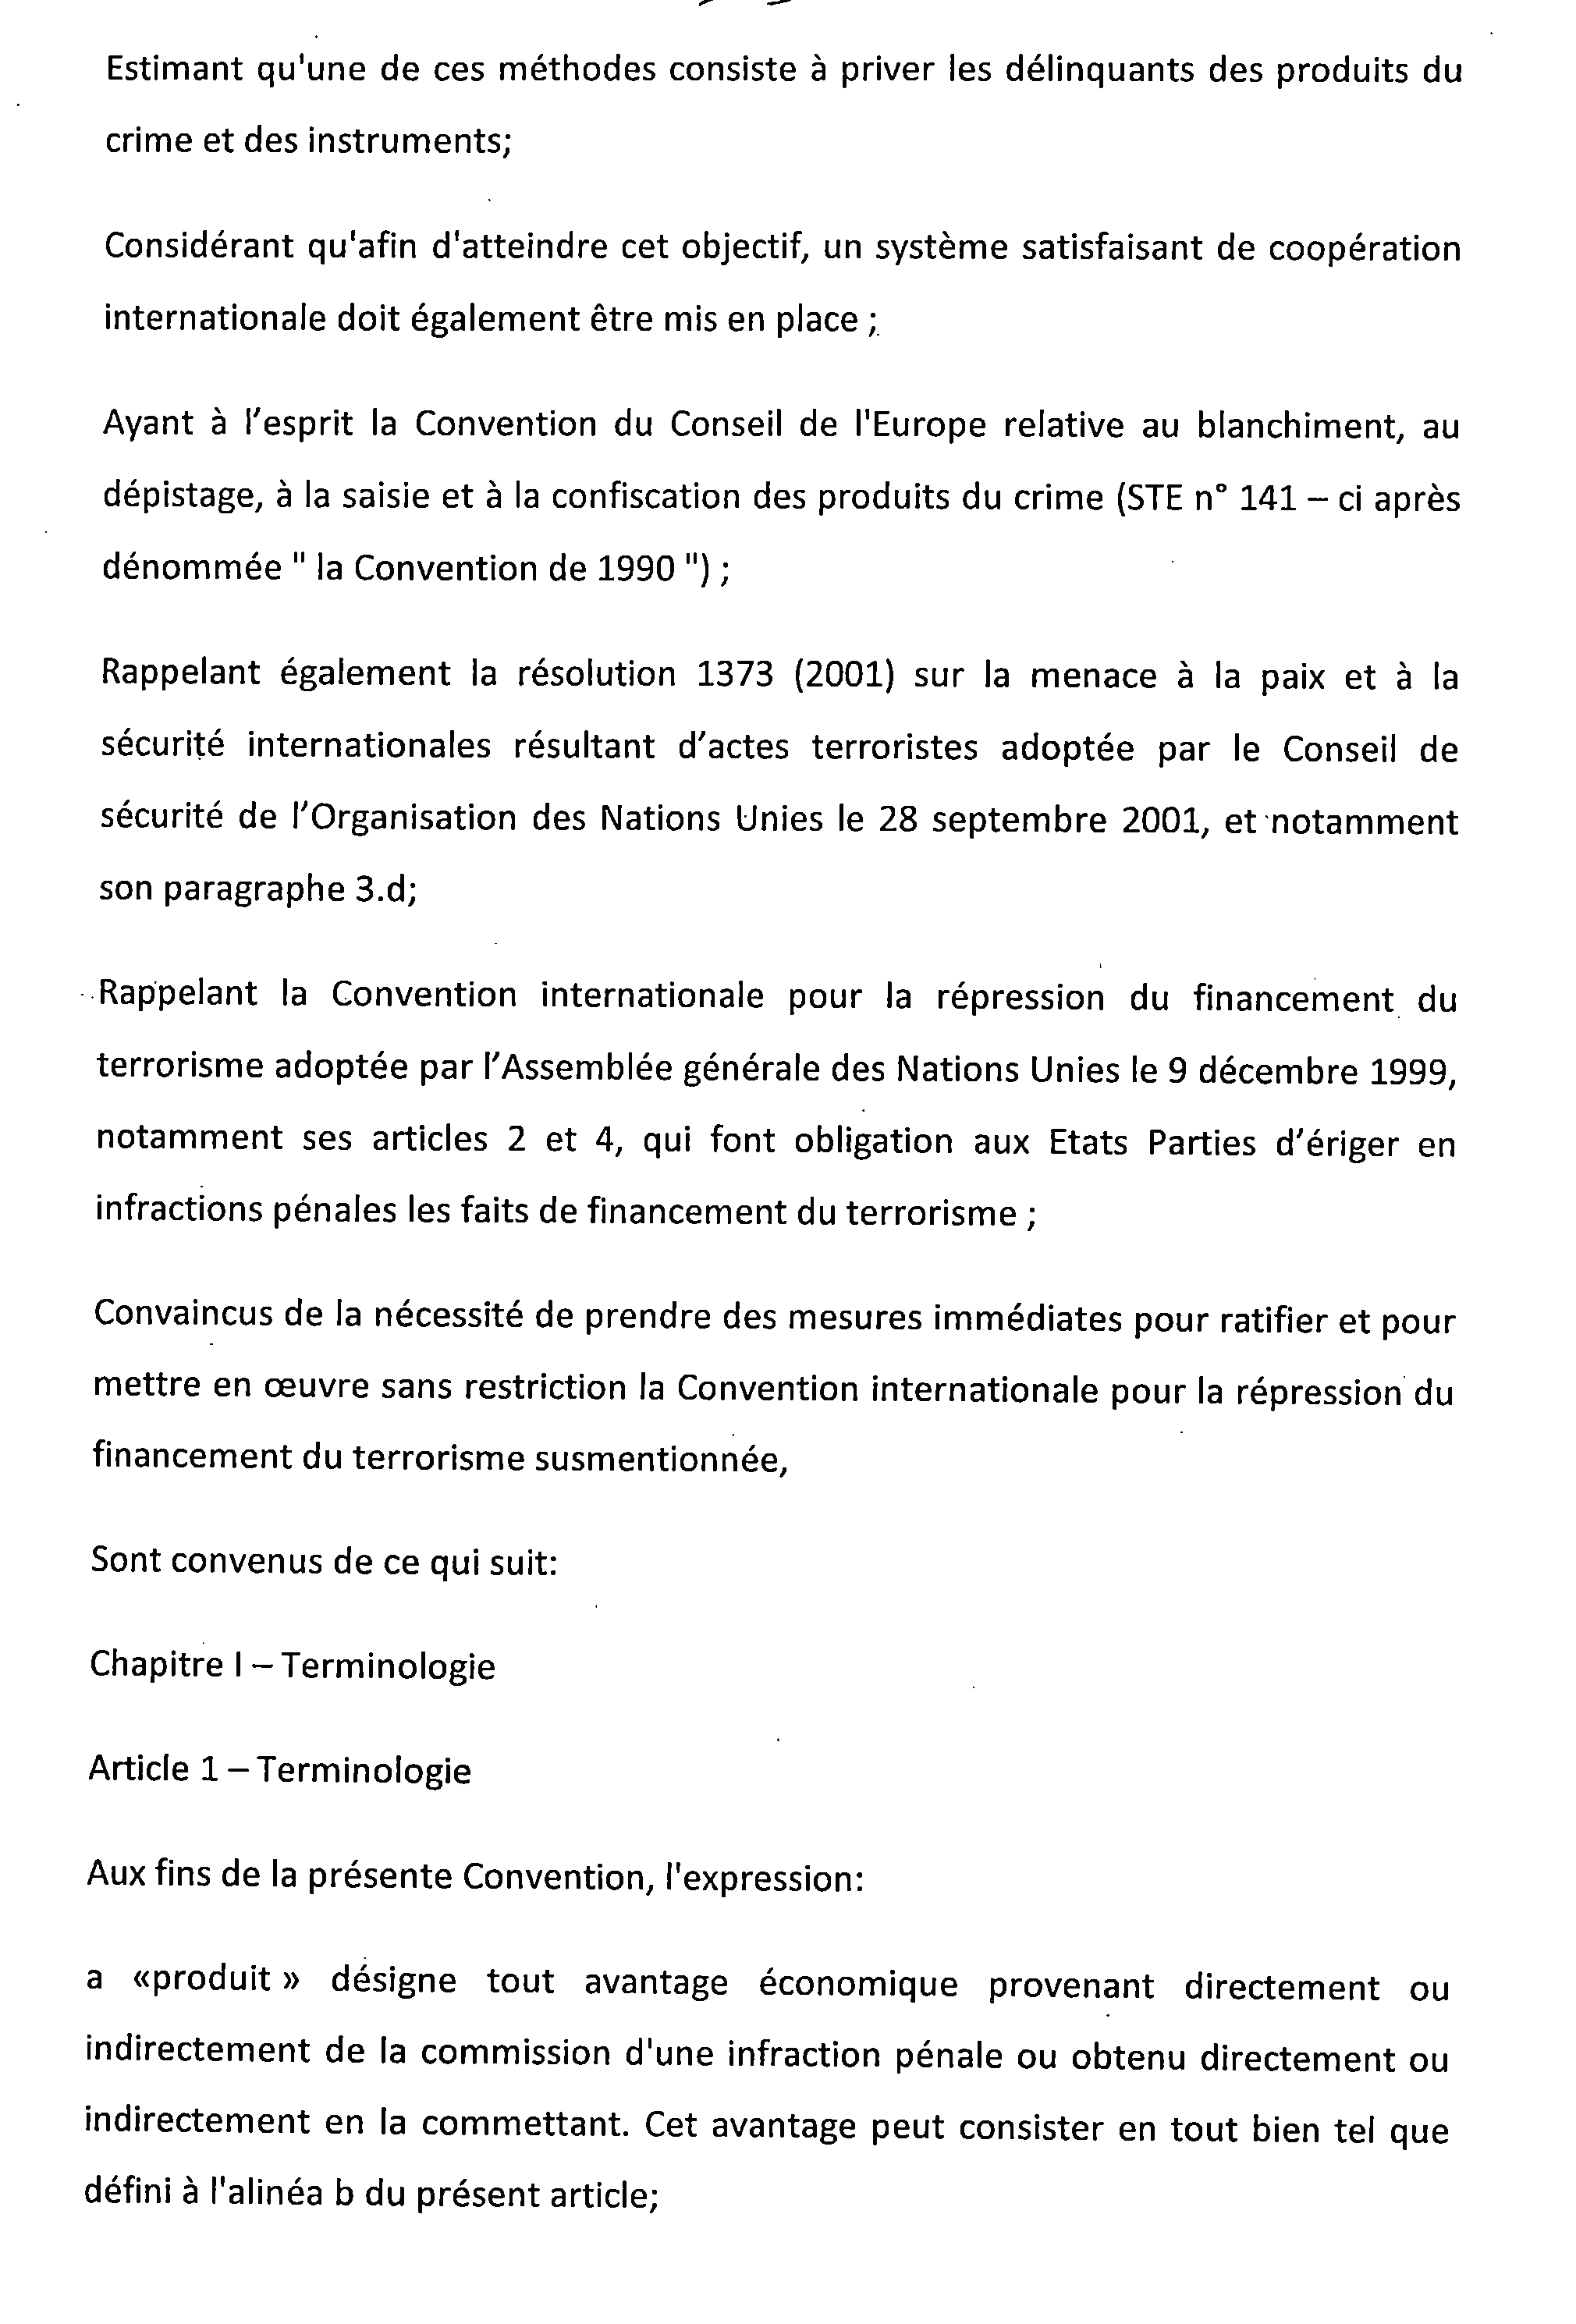 Estimant qu'une de ces méthodes consiste à priver les délinquants des produits du
crime et des instruments;
Considérant qu'afin d'atteindre cet objectif, un système satisfaisant de coopération
internationale doit également être mis en place ;
Ayant à l’esprit la Convention du Conseil de l'Europe relative au blanchiment, au
dépistage, à la saisie et à la confiscation des produits du crime (STE n° 141 – ci après
dénommée " la Convention de 1990 ") ;
Rappelant également la résolution 1373 (2001) sur la menace à la paix et à la
sécurité internationales résultant d’actes terroristes adoptée par le Conseil de
sécurité de l’Organisation des Nations Unies le 28 septembre 2001, et notamment
son paragraphe 3.d;
Rappelant la Convention internationale pour la répression du financement du
terrorisme adoptée par l’Assemblée générale des Nations Unies le 9 décembre 1999,
notamment ses articles 2 et 4, qui font obligation aux Etats Parties d’ériger en
infractions pénales les faits de financement du terrorisme ;
Convaincus de la nécessité de prendre des mesures immédiates pour ratifier et pour
mettre en œuvre sans restriction la Convention internationale pour la répression du
financement du terrorisme susmentionnée,
Sont convenus de ce qui suit:
Chapitre I – Terminologie
Article 1 – Terminologie
Aux fins de la présente Convention, l'expression:
a «produit » désigne tout avantage économique provenant directement ou
indirectement de la commission d'une infraction pénale ou obtenu directement ou
indirectement en la commettant. Cet avantage peut consister en tout bien tel que
défini à l'alinéa b du présent article;